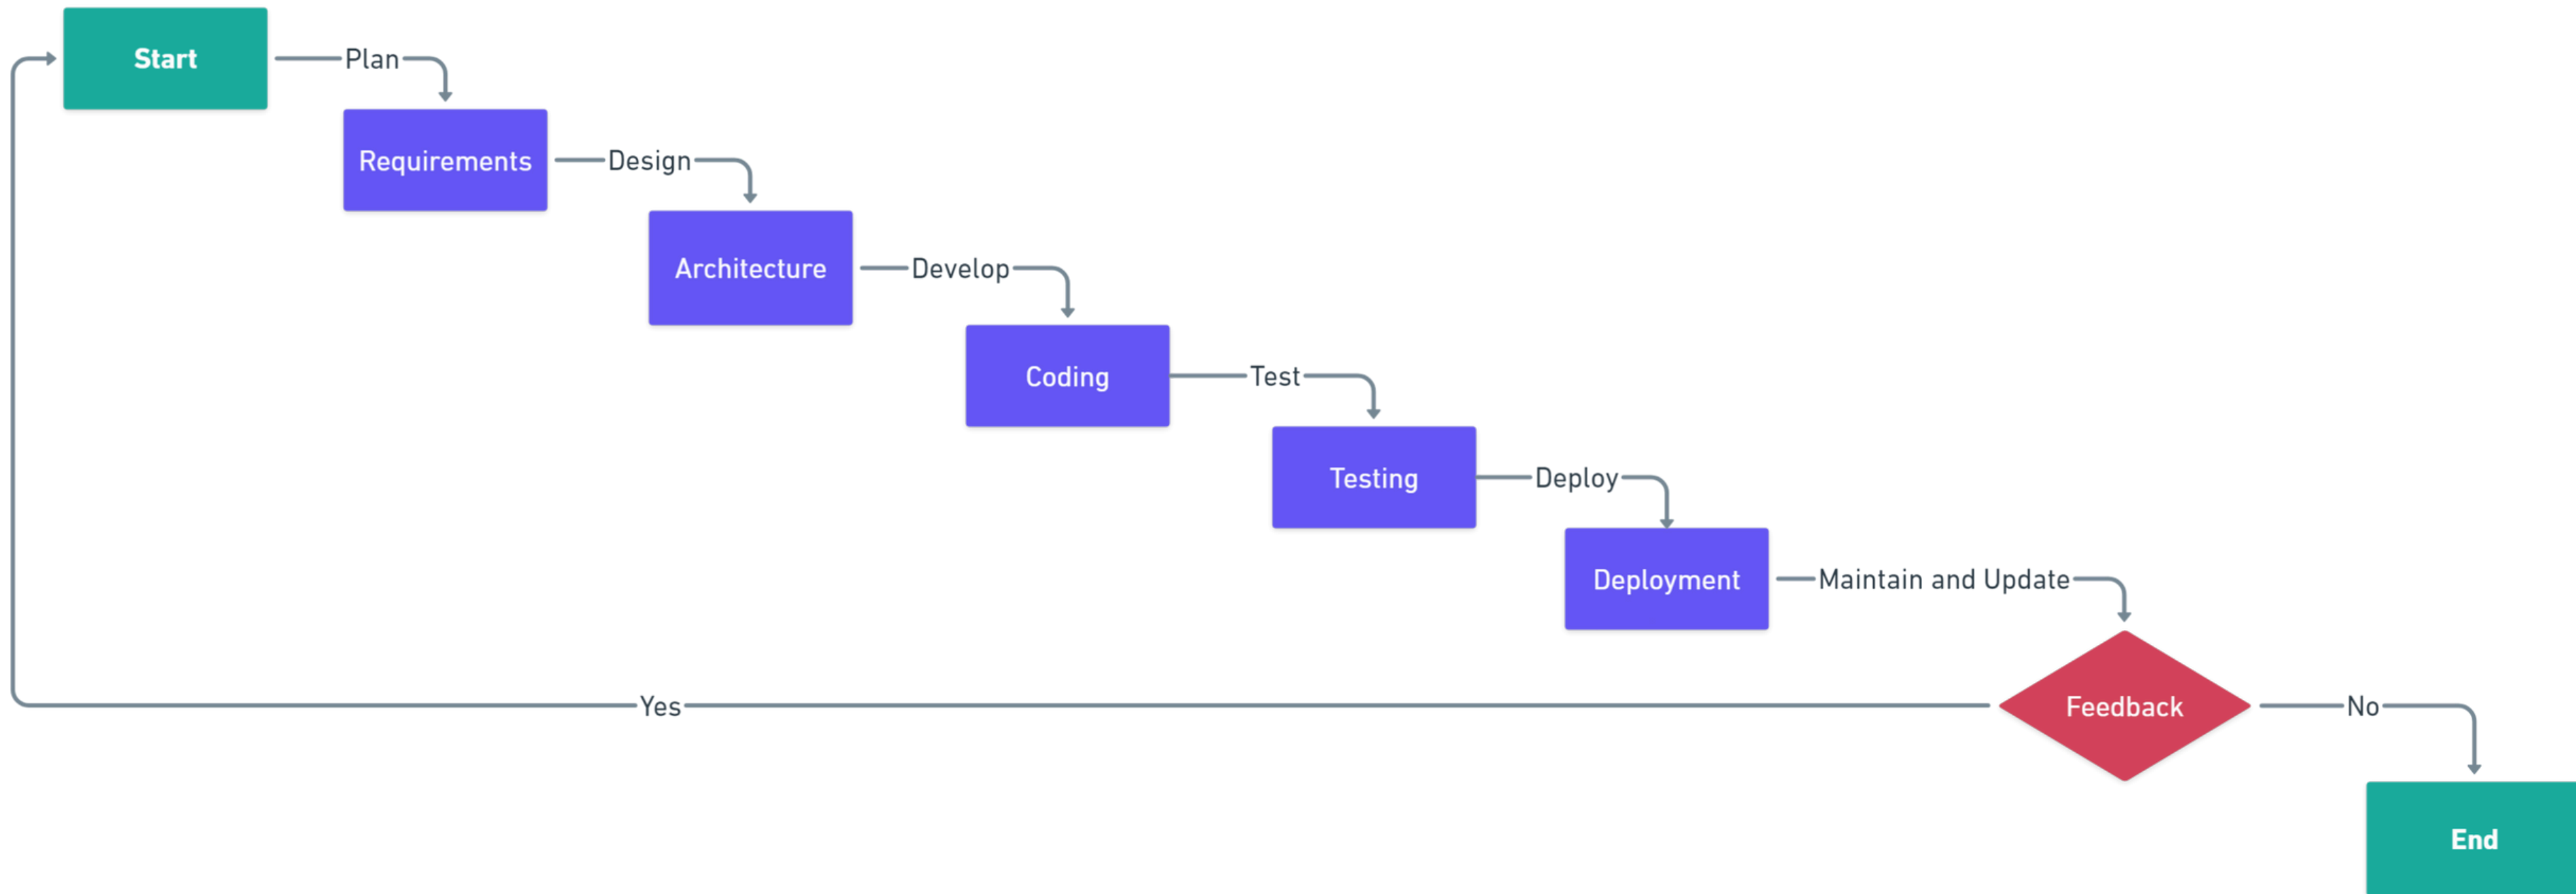 Start
Plan
Requirements
Design
Architecture
Develop
Coding
Test
Testing
Deploy
Deployment
Maintain and Update
Feedback
Yes
No
End